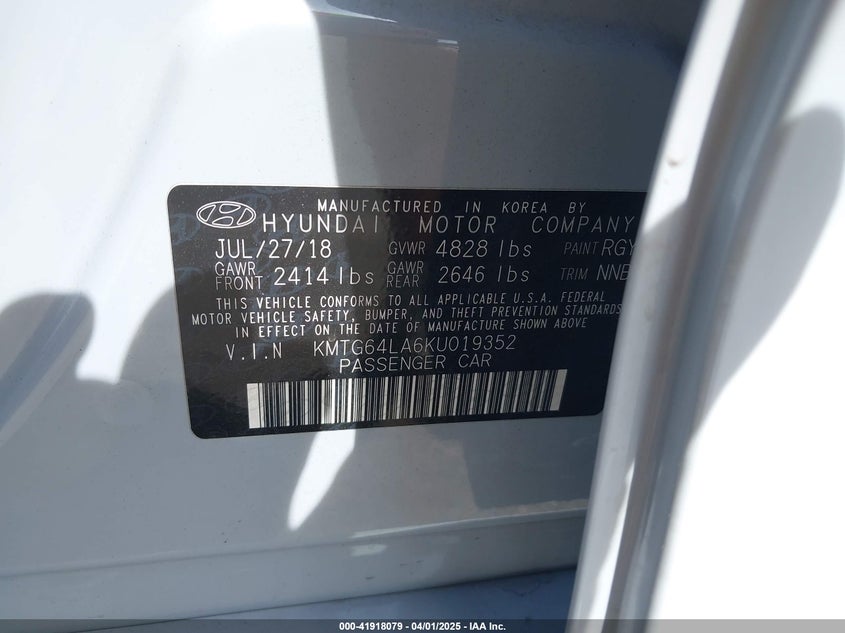 MANUFACTURED IN KOREA BY
HYUNDAI MOTOR COMPANY
JUL/27/18 GVWR 4828 lbs PAINT RGY
GAWR FRONT 2414 lbs GAWR REAR 2646 lbs TRIM NNB
THIS VEHICLE CONFORMS TO ALL APPLICABLE U.S.A. FEDERAL
MOTOR VEHICLE SAFETY, BUMPER, AND THEFT PREVENTION STANDARDS
IN EFFECT ON THE DATE OF MANUFACTURE SHOWN ABOVE
V.I.N KMTG64LA6KU019352
PASSENGER CAR
000-41918079 - 04/01/2025 - IAA Inc.